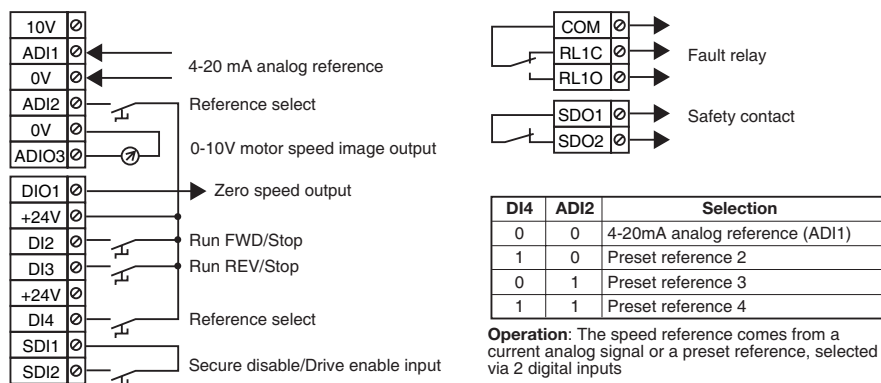 10V
ADI1
0V
4-20 mA analog reference
ADI2
Reference select
0V
ADIO3
0-10V motor speed image output
DIO1
Zero speed output
+24V
DI2
Run FWD/Stop
DI3
Run REV/Stop
+24V
DI4
Reference select
SDI1
SDI2
Secure disable/Drive enable input
COM
RL1C
Fault relay
RL1O
SDO1
Safety contact
SDO2
DI4 ADI2 Selection
0 0 4-20mA analog reference (ADI1)
1 0 Preset reference 2
0 1 Preset reference 3
1 1 Preset reference 4
Operation: The speed reference comes from a
current analog signal or a preset reference, selected
via 2 digital inputs